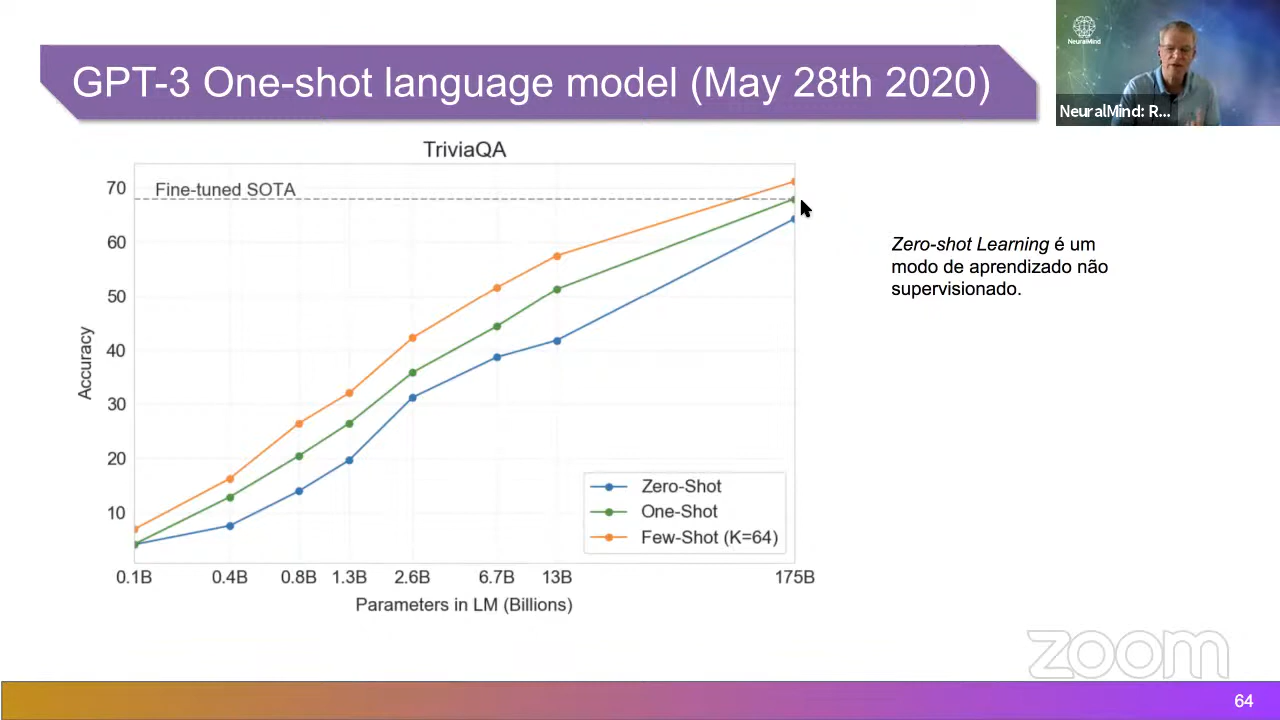 GPT-3 One-shot language model (May 28th 2020)
NeuralMind
NeuralMind: R...
TriviaQA
Fine-tuned SOTA
70
60
50
40
30
20
10
Accuracy
Zero-Shot
One-Shot
Few-Shot (K=64)
0.1B 0.4B 0.8B 1.3B 2.6B 6.7B 13B 175B
Parameters in LM (Billions)
Zero-shot Learning é um
modo de aprendizado não
supervisionado.
zoom
64